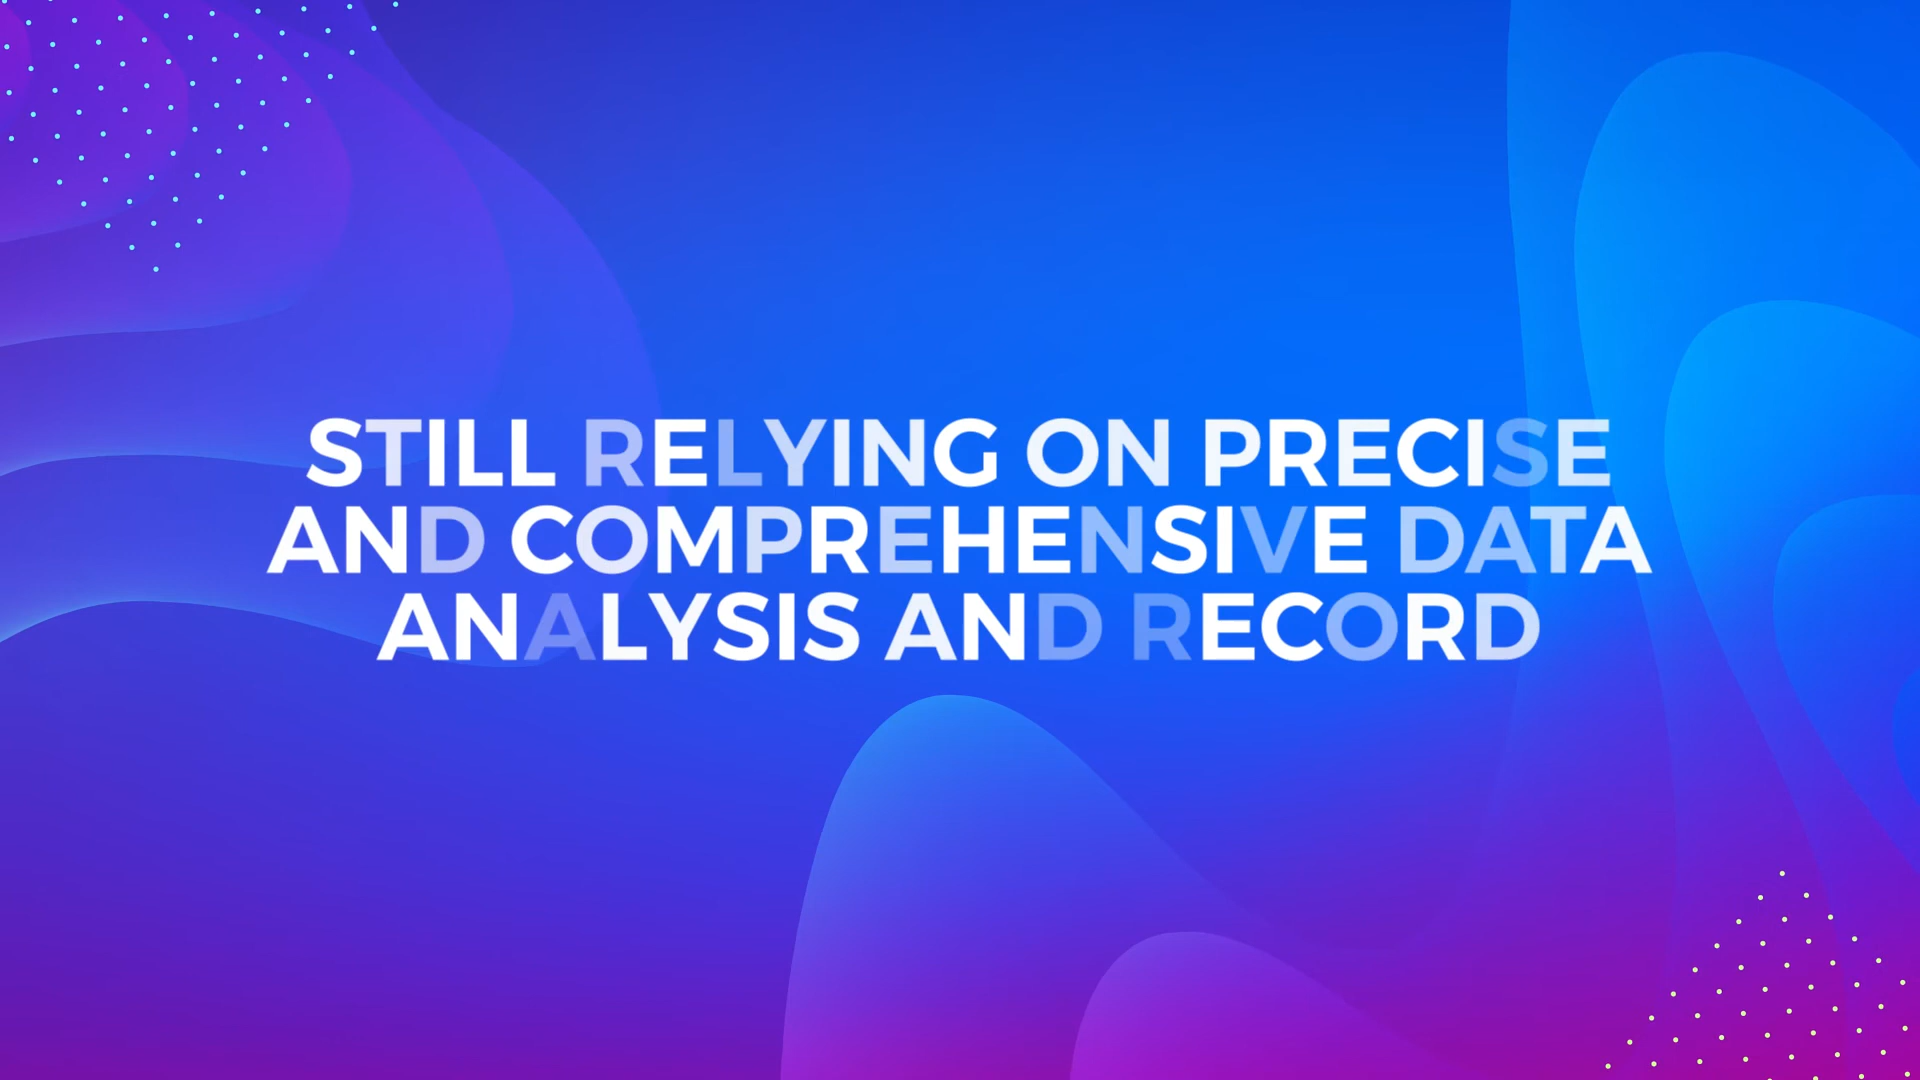 STILL RELYING ON PRECISE
AND COMPREHENSIVE DATA
ANALYSIS AND RECORD